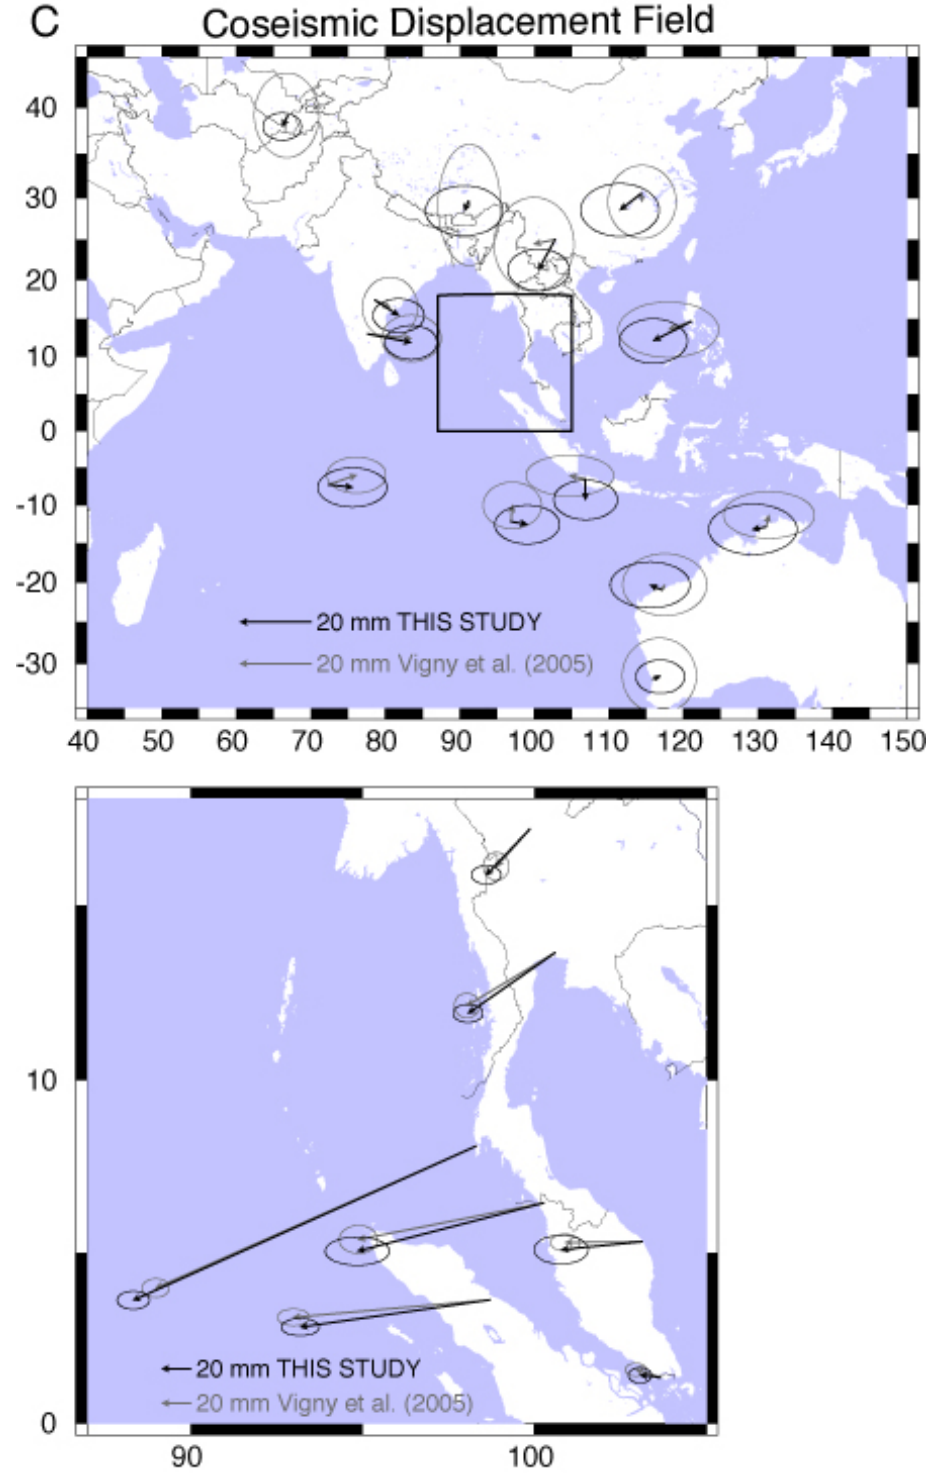 C Coseismic Displacement Field
40
30
20
10
0
-10
-20
-30
20 mm THIS STUDY
20 mm Vigny et al. (2005)
40 50 60 70 80 90 100 110 120 130 140 150
10
0
20 mm THIS STUDY
20 mm Vigny et al. (2005)
90 100